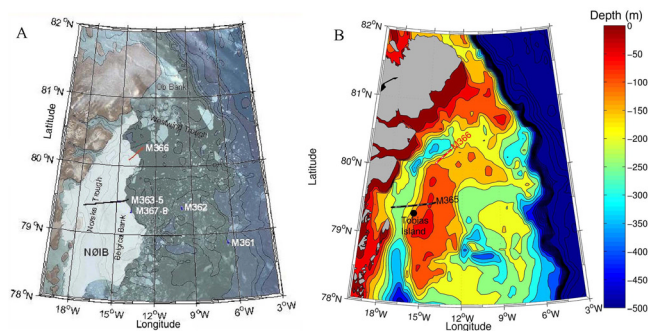 A
82°N
81°N
80°N
79°N
78°N
Latitude
Ob Bank
Westwind Trough
M366
Norske Trough
M363-5
M367-8
M362
Belgica Bank
M361
NØIB
18°W
15°W
12°W
9°W
6°W
3°W
Longitude
B
82°N
81°N
80°N
79°N
78°N
Latitude
M366
M365
Tobias
Island
18°W
15°W
12°W
9°W
6°W
3°W
Longitude
Depth (m)
0
-50
-100
-150
-200
-250
-300
-350
-400
-450
-500